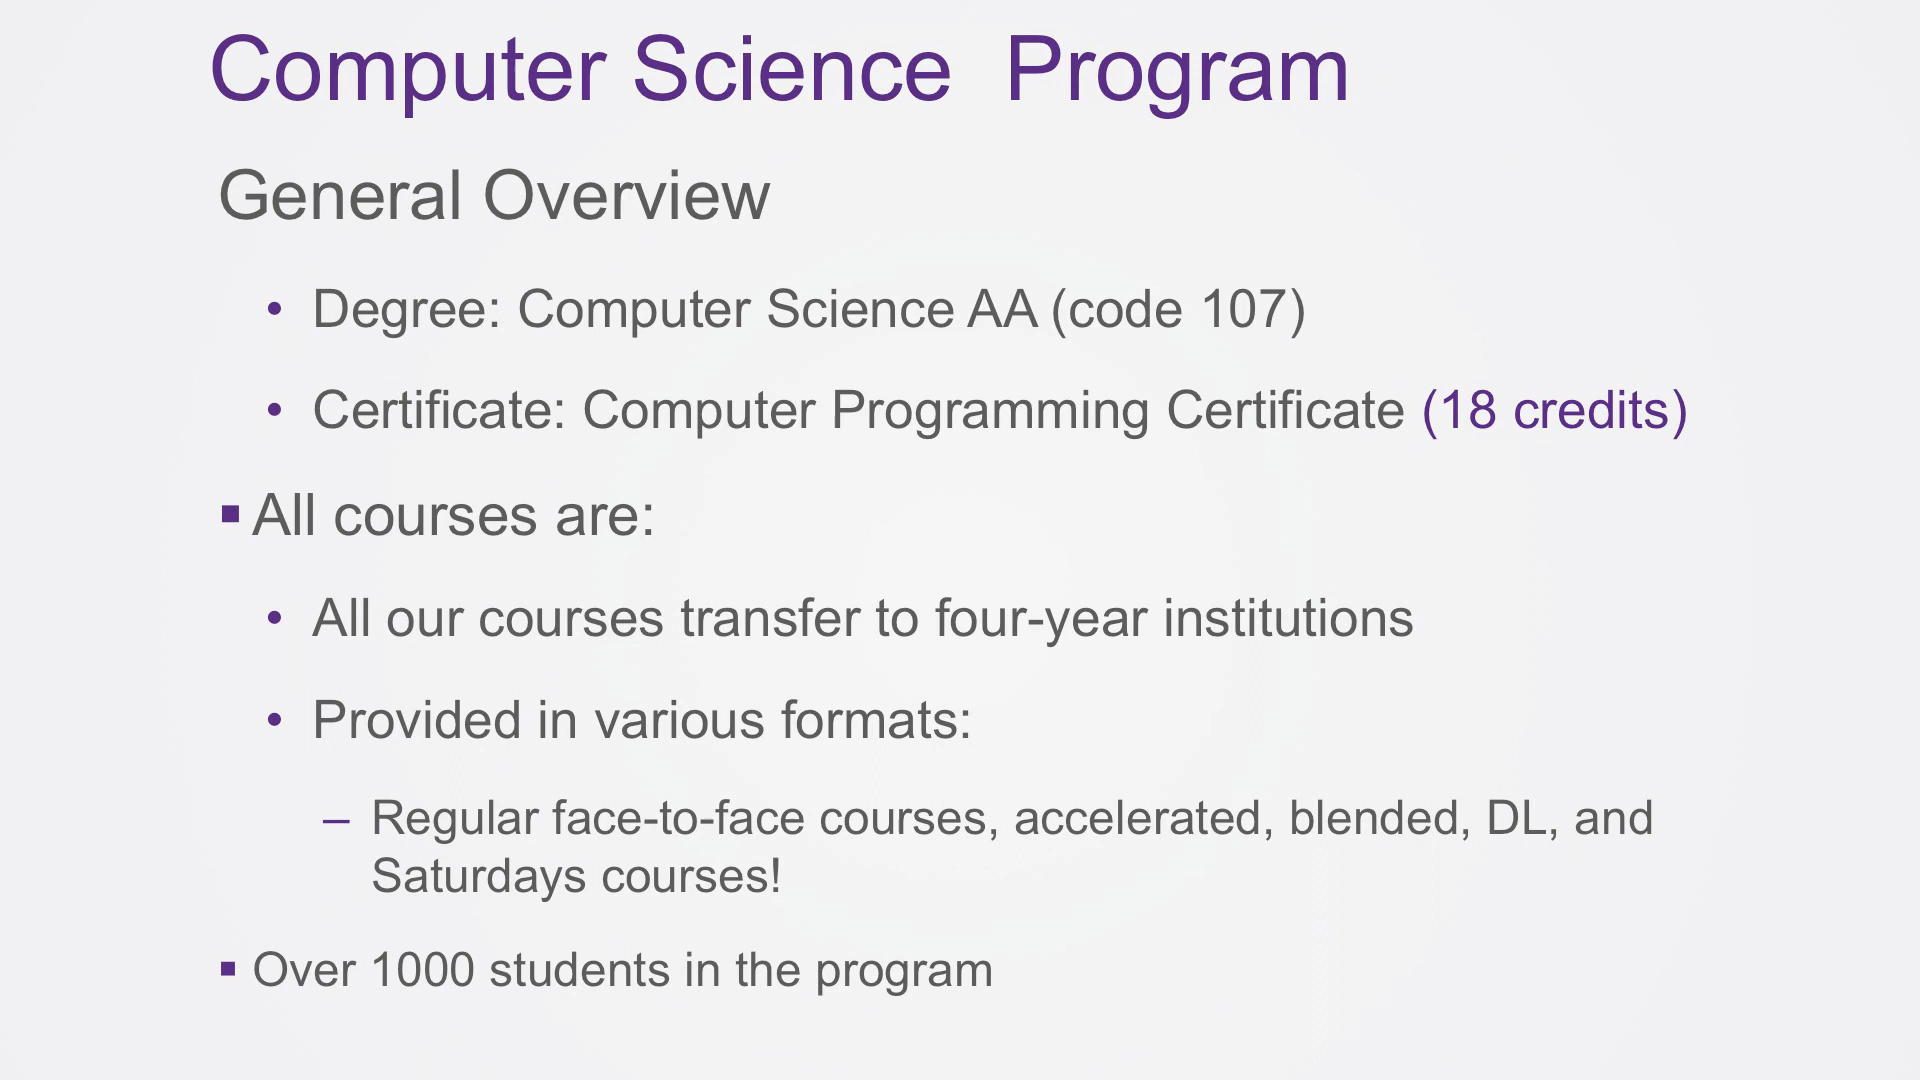 Computer Science  Program
General Overview
• Degree: Computer Science AA (code 107)
• Certificate: Computer Programming Certificate (18 credits)
▪ All courses are:
• All our courses transfer to four-year institutions
• Provided in various formats:
– Regular face-to-face courses, accelerated, blended, DL, and
Saturdays courses!
▪ Over 1000 students in the program